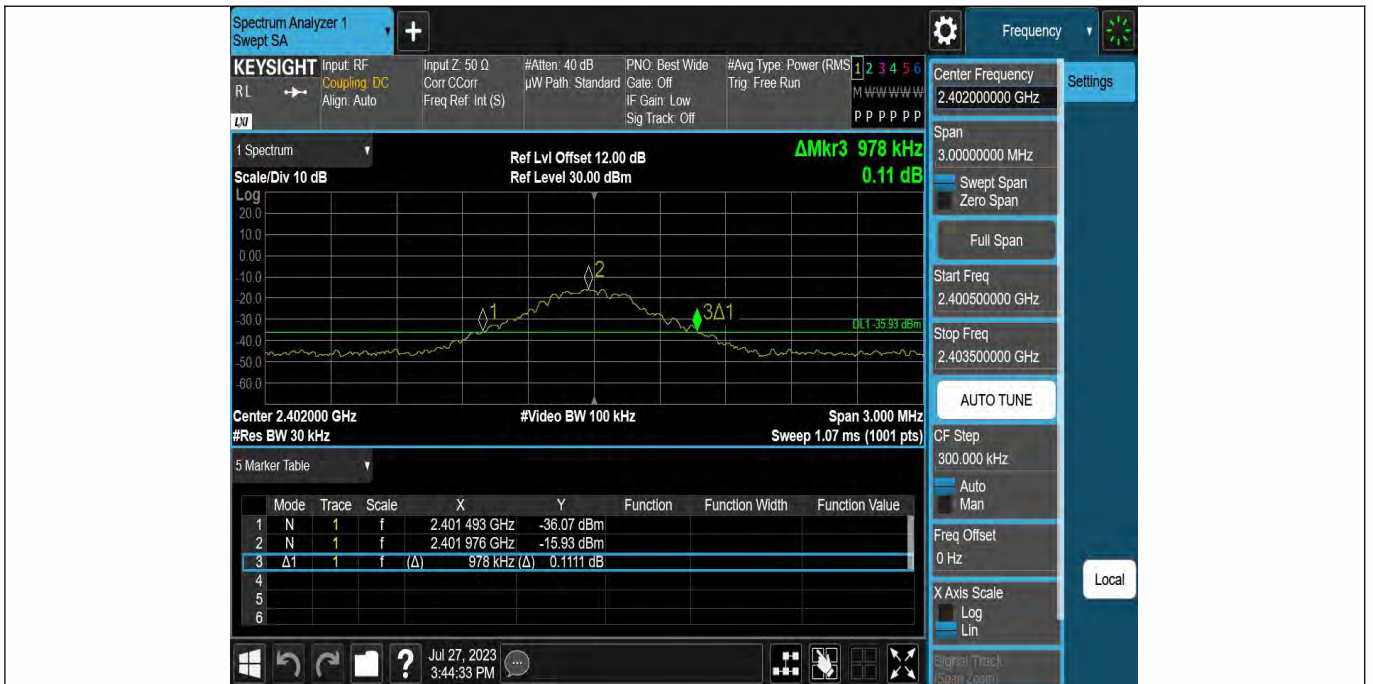 Spectrum Analyzer 1
Swept SA
+
Frequency
KEYSIGHT
RL
LXI
Input: RF
Coupling: DC
Align: Auto
Input Z: 50 Ω
Corr CCorr
Freq Ref: Int (S)
#Atten: 40 dB
µW Path: Standard
PNO: Best Wide
Gate: Off
IF Gain: Low
Sig Track: Off
#Avg Type: Power (RMS
Trig: Free Run
1 2 3 4 5 6
M W W W W W
P P P P P P
1 Spectrum
Scale/Div 10 dB
Ref Lvl Offset 12.00 dB
Ref Level 30.00 dBm
ΔMkr3 978 kHz
0.11 dB
Log
20.0
10.0
0.00
-10.0
-20.0
-30.0
-40.0
-50.0
-60.0
1
2
3Δ1
DL1 -35.93 dBm
Center 2.402000 GHz
#Video BW 100 kHz
Span 3.000 MHz
#Res BW 30 kHz
Sweep 1.07 ms (1001 pts)
5 Marker Table
Mode Trace Scale X Y Function Function Width Function Value
1 N 1 f 2.401 493 GHz -36.07 dBm
2 N 1 f 2.401 976 GHz -15.93 dBm
3 Δ1 1 f (Δ) 978 kHz (Δ) 0.1111 dB
4
5
6
?
Jul 27, 2023
3:44:33 PM
Center Frequency
2.402000000 GHz
Settings
Span
3.00000000 MHz
Swept Span
Zero Span
Full Span
Start Freq
2.400500000 GHz
Stop Freq
2.403500000 GHz
AUTO TUNE
CF Step
300.000 kHz
Auto
Man
Freq Offset
0 Hz
X Axis Scale
Log
Lin
Signal Track
(Span Zoom)
Local